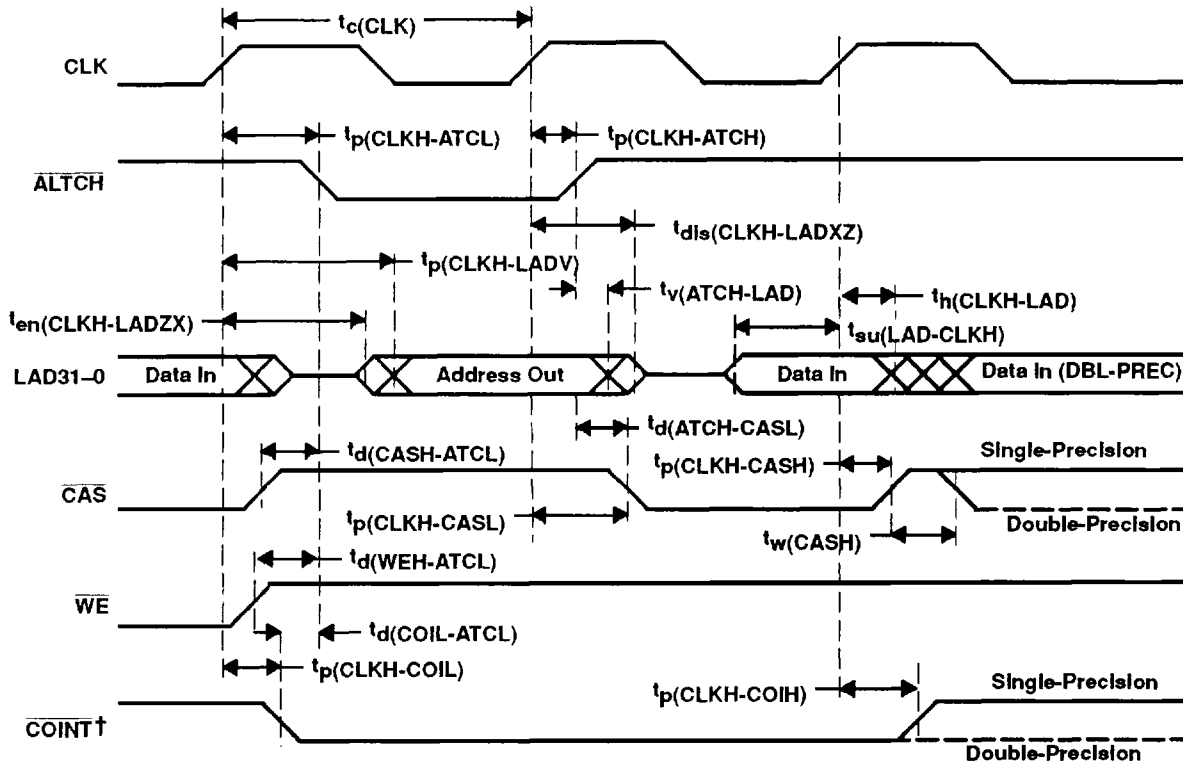 tc(CLK)
CLK
tp(CLKH-ATCL)
tp(CLKH-ATCH)
ALTCH
tdis(CLKH-LADXZ)
tp(CLKH-LADV)
tv(ATCH-LAD)
th(CLKH-LAD)
ten(CLKH-LADZX)
tsu(LAD-CLKH)
LAD31–0
Data In
Address Out
Data In
Data In (DBL-PREC)
td(ATCH-CASL)
td(CASH-ATCL)
tp(CLKH-CASH)
Single-Precision
CAS
tp(CLKH-CASL)
Double-Precision
tw(CASH)
td(WEH-ATCL)
WE
td(COIL-ATCL)
tp(CLKH-COIL)
tp(CLKH-COIH)
Single-Precision
COINT†
Double-Precision